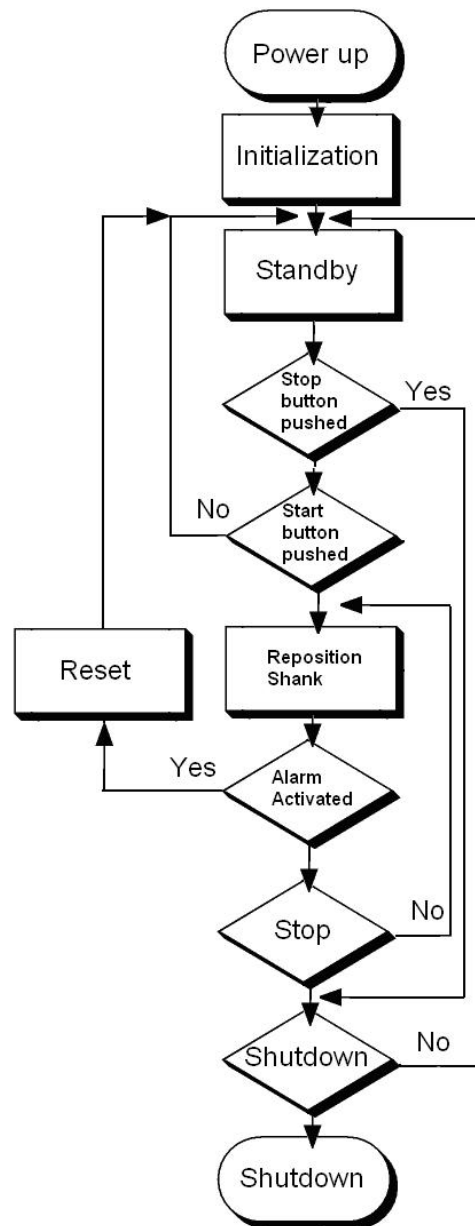 Power up
Initialization
Standby
Stop
button
pushed
Yes
No
Start
button
pushed
Reset
Reposition
Shank
Yes
Alarm
Activated
Stop
No
Shutdown
No
Shutdown